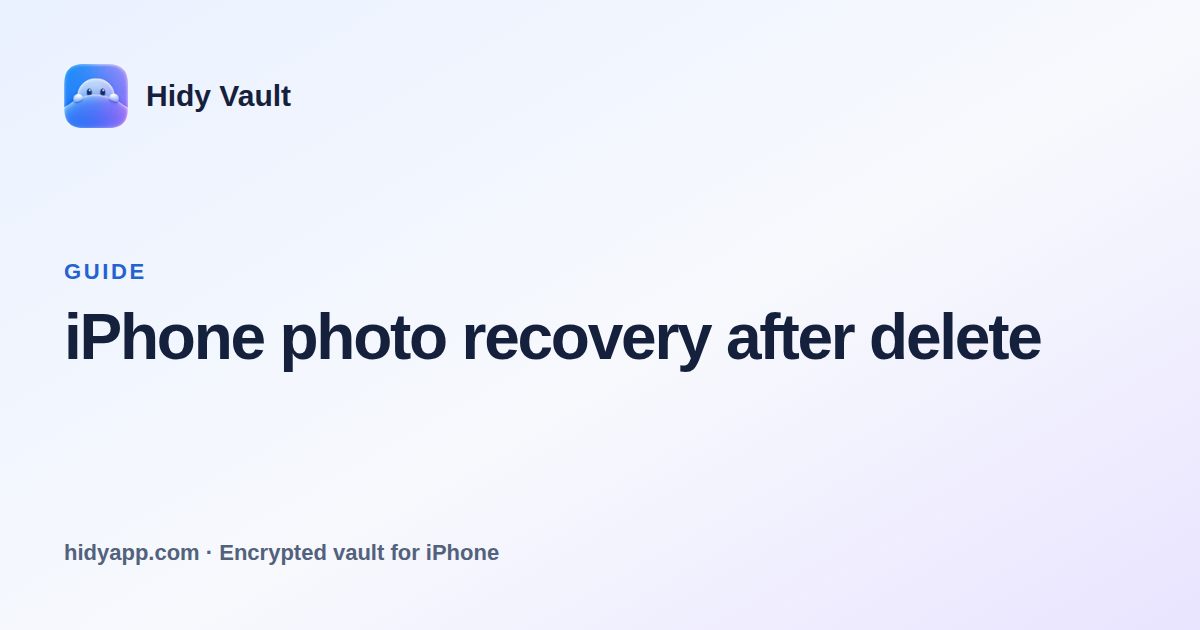 Hidy Vault
GUIDE
iPhone photo recovery after delete
hidyapp.com · Encrypted vault for iPhone